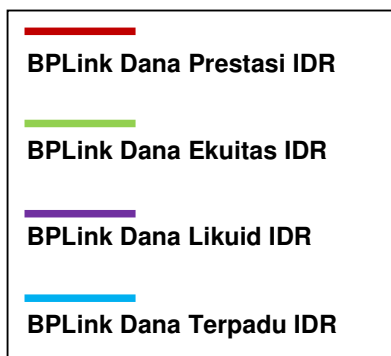 BPLink Dana Prestasi IDR
BPLink Dana Ekuitas IDR
BPLink Dana Likuid IDR
BPLink Dana Terpadu IDR